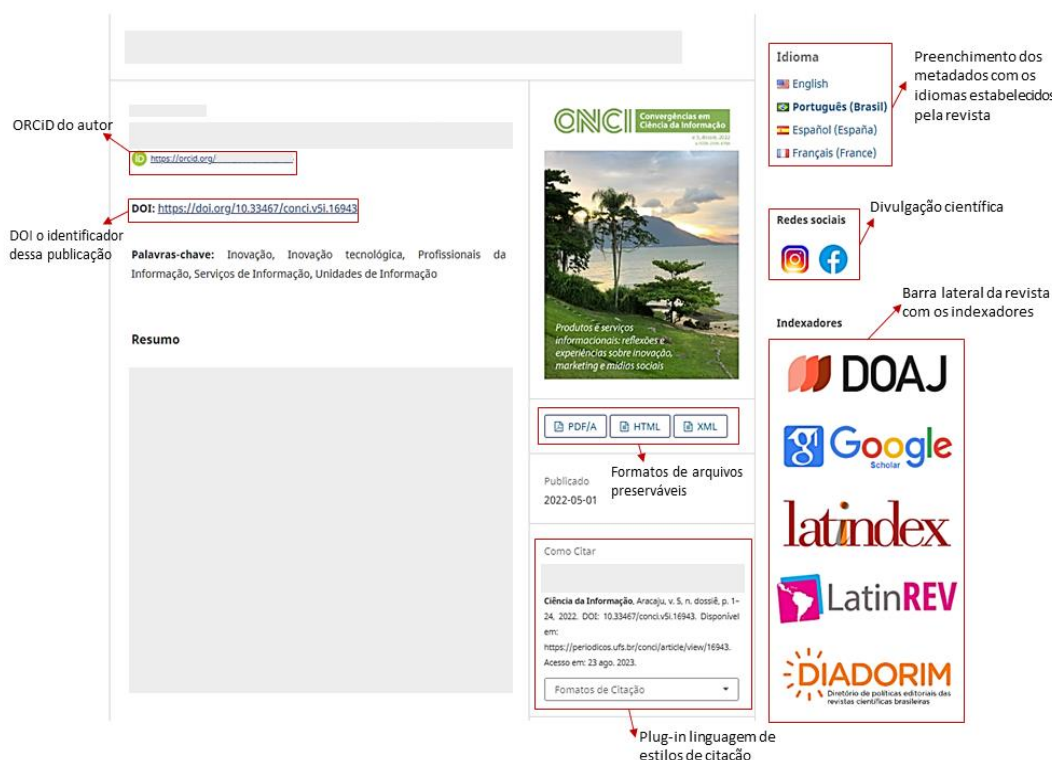 ORCiD do autor
https://orcid.org/
DOI: https://doi.org/10.33467/conci.v5i.16943
DOI o identificador
dessa publicação
Palavras-chave: Inovação, Inovação tecnológica, Profissionais da
Informação, Serviços de Informação, Unidades de Informação
Resumo
CONCI Convergências em
Ciência da Informação
Produtos e serviços
informacionais: reflexões e
experiências sobre inovação,
marketing e mídias sociais
PDF/A HTML XML
Formatos de arquivos
preserváveis
Publicado
2022-05-01
Como Citar
Ciência da Informação, Aracaju, v. 5, n. dossiê, p. 1–
24, 2022. DOI: 10.33467/conci.v5i.16943. Disponível
em:
https://periodicos.ufs.br/conci/article/view/16943.
Acesso em: 23 ago. 2023.
Fomatos de Citação
Plug-in linguagem de
estilos de citação
Idioma
English
Português (Brasil)
Español (España)
Français (France)
Preenchimento dos
metadados com os
idiomas estabelecidos
pela revista
Redes sociais
Divulgação científica
Barra lateral da revista
com os indexadores
Indexadores
DOAJ
Google
Scholar
latindex
LatinREV
DIADORIM
Diretório de políticas editoriais das
revistas científicas brasileiras